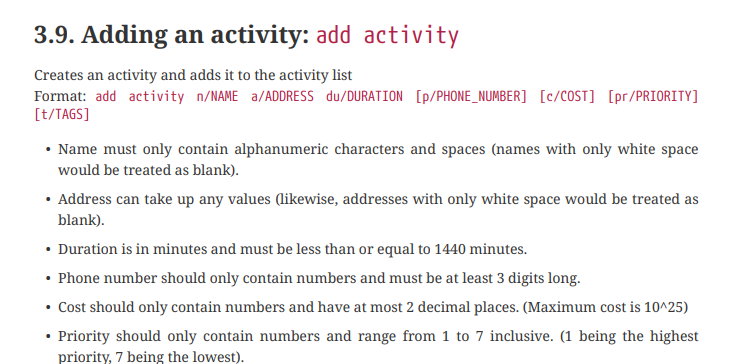 3.9. Adding an activity: add activity
Creates an activity and adds it to the activity list
Format: add activity n/NAME a/ADDRESS du/DURATION [p/PHONE_NUMBER] [c/COST] [pr/PRIORITY]
[t/TAGS]
• Name must only contain alphanumeric characters and spaces (names with only white space
would be treated as blank).
• Address can take up any values (likewise, addresses with only white space would be treated as
blank).
• Duration is in minutes and must be less than or equal to 1440 minutes.
• Phone number should only contain numbers and must be at least 3 digits long.
• Cost should only contain numbers and have at most 2 decimal places. (Maximum cost is 10^25)
• Priority should only contain numbers and range from 1 to 7 inclusive. (1 being the highest
priority, 7 being the lowest).